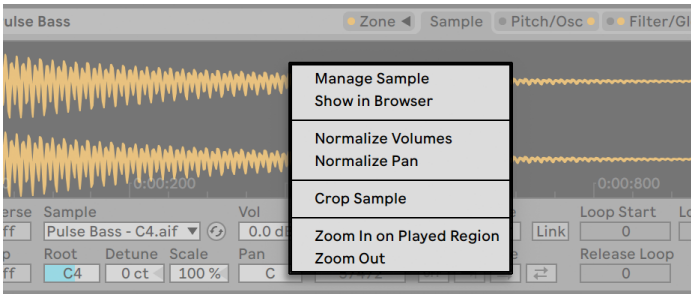 Pulse Bass Zone Sample Pitch/Osc Filter/Gl
Manage Sample
Show in Browser
Normalize Volumes
Normalize Pan
Crop Sample
Zoom In on Played Region
Zoom Out
0:00:200 0:00:800
Sample Vol Loop Start
Pulse Bass - C4.aif 0.0 dB Link 0
Root Detune Scale Pan Release Loop
C4 0 ct 100 % C 0